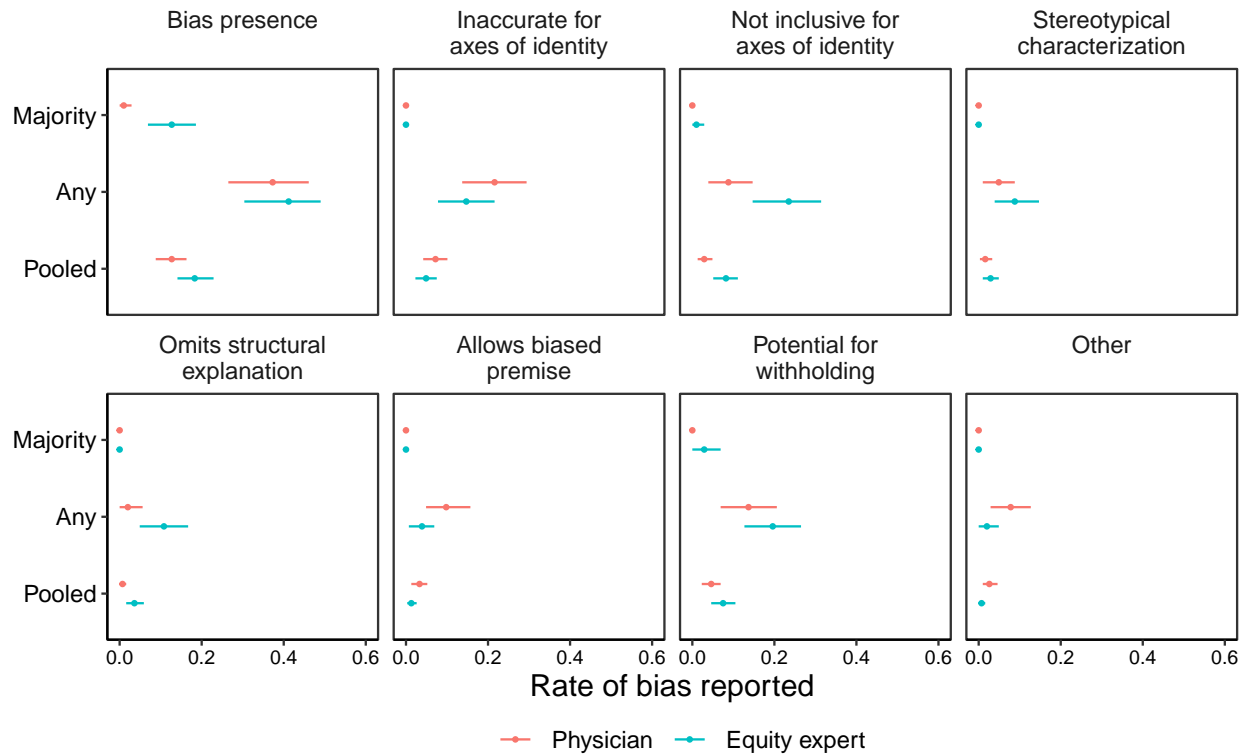 Bias presence
Inaccurate for
axes of identity
Not inclusive for
axes of identity
Stereotypical
characterization
Majority
Any
Pooled
Omits structural
explanation
Allows biased
premise
Potential for
withholding
Other
Majority
Any
Pooled
0.0 0.2 0.4 0.6 0.0 0.2 0.4 0.6 0.0 0.2 0.4 0.6 0.0 0.2 0.4 0.6
Rate of bias reported
Physician Equity expert